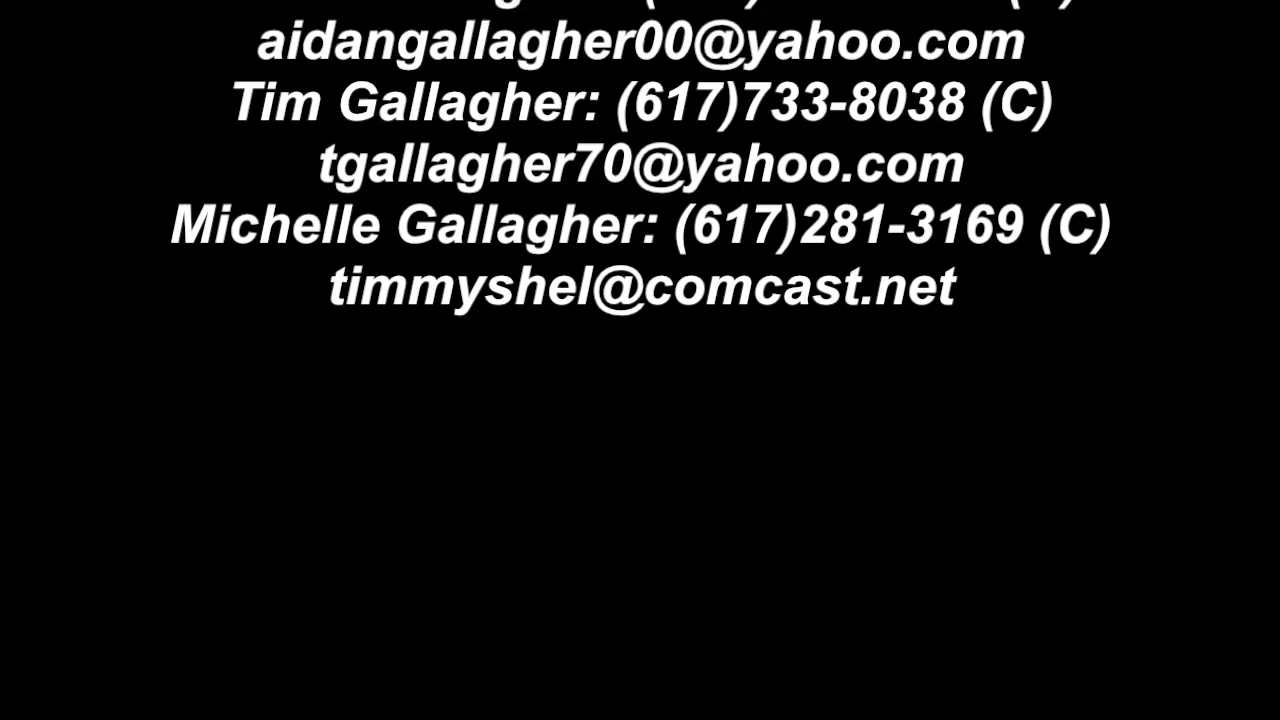 aidangallagher00@yahoo.com
Tim Gallagher: (617)733-8038 (C)
tgallagher70@yahoo.com
Michelle Gallagher: (617)281-3169 (C)
timmyshel@comcast.net